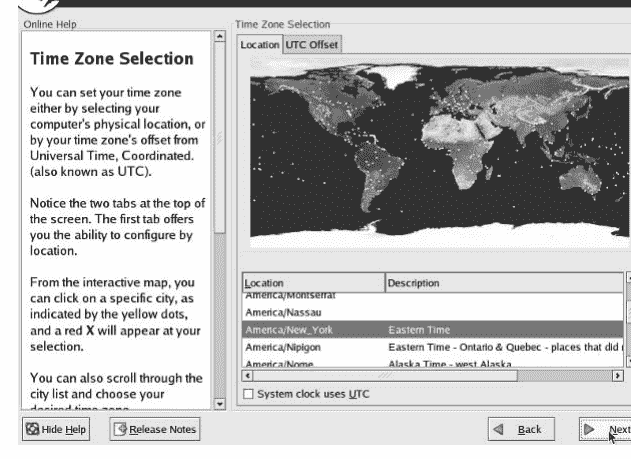 Online Help
Time Zone Selection
You can set your time zone
either by selecting your
computer's physical location, or
by your time zone's offset from
Universal Time, Coordinated.
(also known as UTC).
Notice the two tabs at the top of
the screen. The first tab offers
you the ability to configure by
location.
From the interactive map, you
can click on a specific city, as
indicated by the yellow dots,
and a red X will appear at your
selection.
You can also scroll through the
city list and choose your
desired time zone.
Time Zone Selection
Location UTC Offset
Location Description
America/Montserrat
America/Nassau
America/New_York Eastern Time
America/Nipigon Eastern Time - Ontario & Quebec - places that did
America/Nome Alaska Time - west Alaska
System clock uses UTC
Hide Help Release Notes Back Next